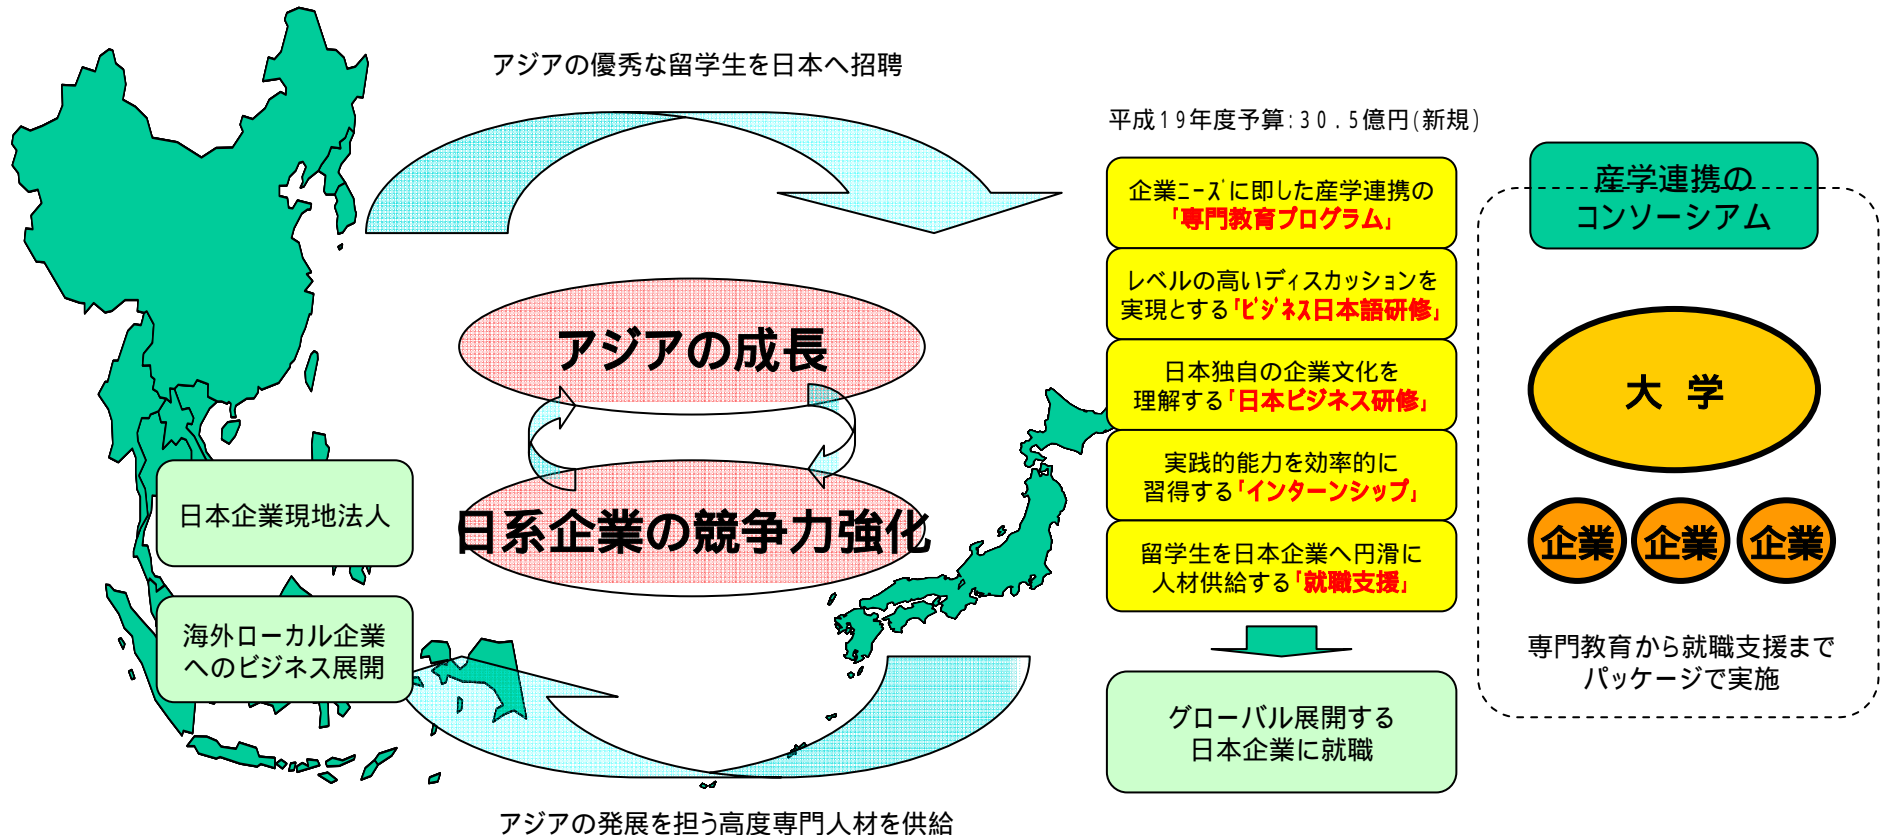 アジアの優秀な留学生を日本へ招聘
平成19年度予算:30.5億円(新規)
企業ニーズに即した産学連携の
「専門教育プログラム」
レベルの高いディスカッションを
実現とする「ビジネス日本語研修」
日本独自の企業文化を
理解する「日本ビジネス研修」
実践的能力を効率的に
習得する「インターンシップ」
留学生を日本企業へ円滑に
人材供給する「就職支援」
グローバル展開する
日本企業に就職
産学連携の
コンソーシアム
大 学
企業 企業 企業
専門教育から就職支援まで
パッケージで実施
アジアの成長
日系企業の競争力強化
日本企業現地法人
海外ローカル企業
へのビジネス展開
アジアの発展を担う高度専門人材を供給